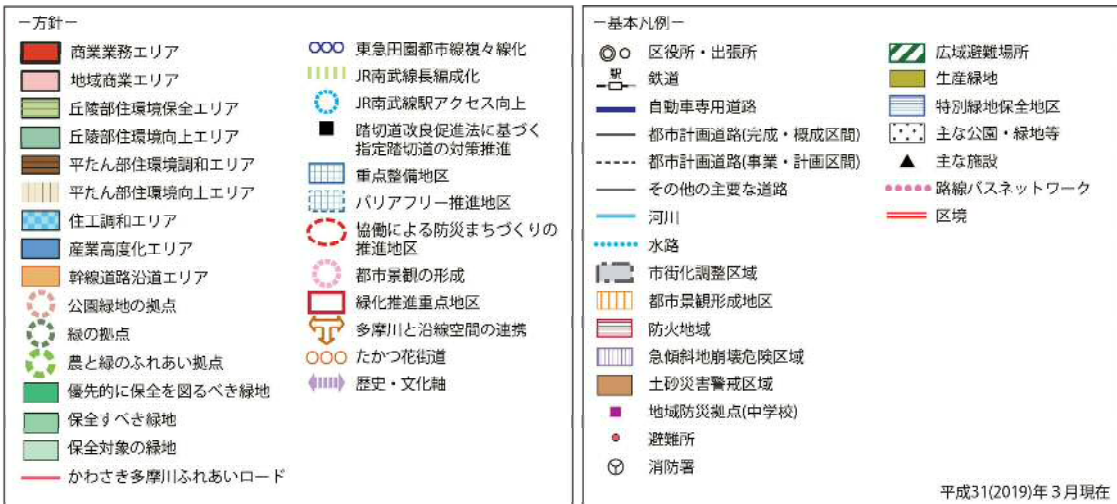 −方針−
商業業務エリア
地域商業エリア
丘陵部住環境保全エリア
丘陵部住環境向上エリア
平たん部住環境調和エリア
平たん部住環境向上エリア
住工調和エリア
産業高度化エリア
幹線道路沿道エリア
公園緑地の拠点
緑の拠点
農と緑のふれあい拠点
優先的に保全を図るべき緑地
保全すべき緑地
保全対象の緑地
かわさき多摩川ふれあいロード
東急田園都市線複々線化
JR南武線長編成化
JR南武線駅アクセス向上
踏切道改良促進法に基づく
指定踏切道の対策推進
重点整備地区
バリアフリー推進地区
協働による防災まちづくりの
推進地区
都市景観の形成
緑化推進重点地区
多摩川と沿線空間の連携
たかつ花街道
歴史・文化軸
−基本凡例−
区役所・出張所
駅
鉄道
自動車専用道路
都市計画道路(完成・概成区間)
都市計画道路(事業・計画区間)
その他の主要な道路
河川
水路
市街化調整区域
都市景観形成地区
防火地域
急傾斜地崩壊危険区域
土砂災害警戒区域
地域防災拠点(中学校)
避難所
消防署
広域避難場所
生産緑地
特別緑地保全地区
主な公園・緑地等
主な施設
路線バスネットワーク
区境
平成31(2019)年3月現在